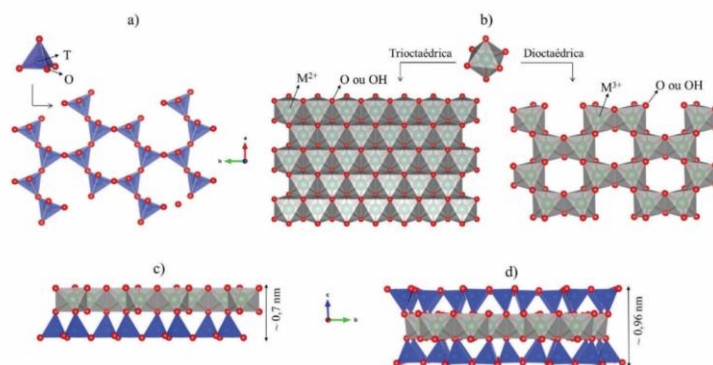 a)
T
O
b)
Trioctaédrica
Dioctaédrica
M2+
O ou OH
M3+
O ou OH
a
b
c)
~ 0,7 nm
c
b
d)
~ 0,96 nm